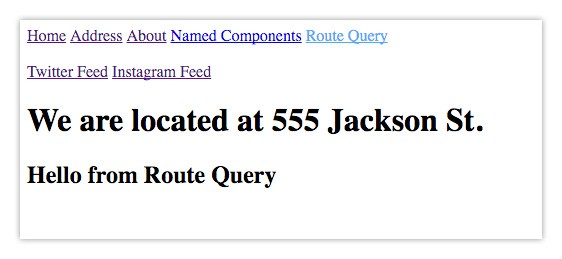 Home Address About Named Components Route Query
Twitter Feed Instagram Feed
We are located at 555 Jackson St.
Hello from Route Query